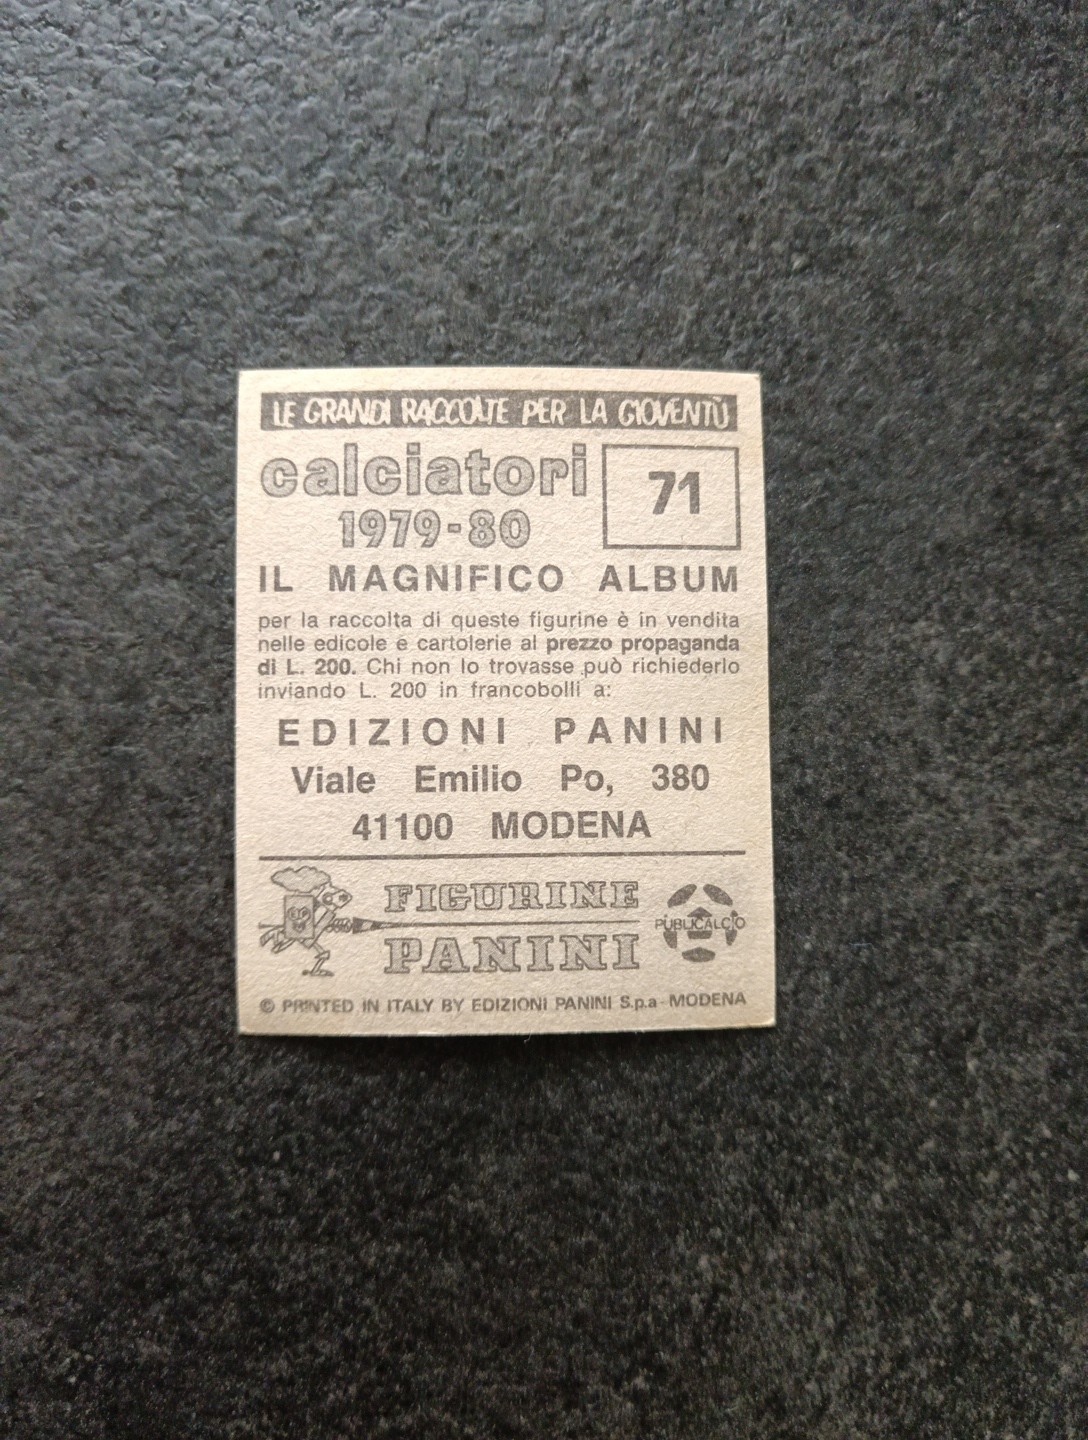 LE GRANDI RACCOLTE PER LA GIOVENTÙ
calciatori
1979-80
71
IL MAGNIFICO ALBUM
per la raccolta di queste figurine è in vendita
nelle edicole e cartolerie al prezzo propaganda
di L. 200. Chi non lo trovasse può richiederlo
inviando L. 200 in francobolli a:
EDIZIONI PANINI
Viale Emilio Po, 380
41100 MODENA
FIGURINE
PANINI
PUBLICALCIO
© PRINTED IN ITALY BY EDIZIONI PANINI S.p.a - MODENA